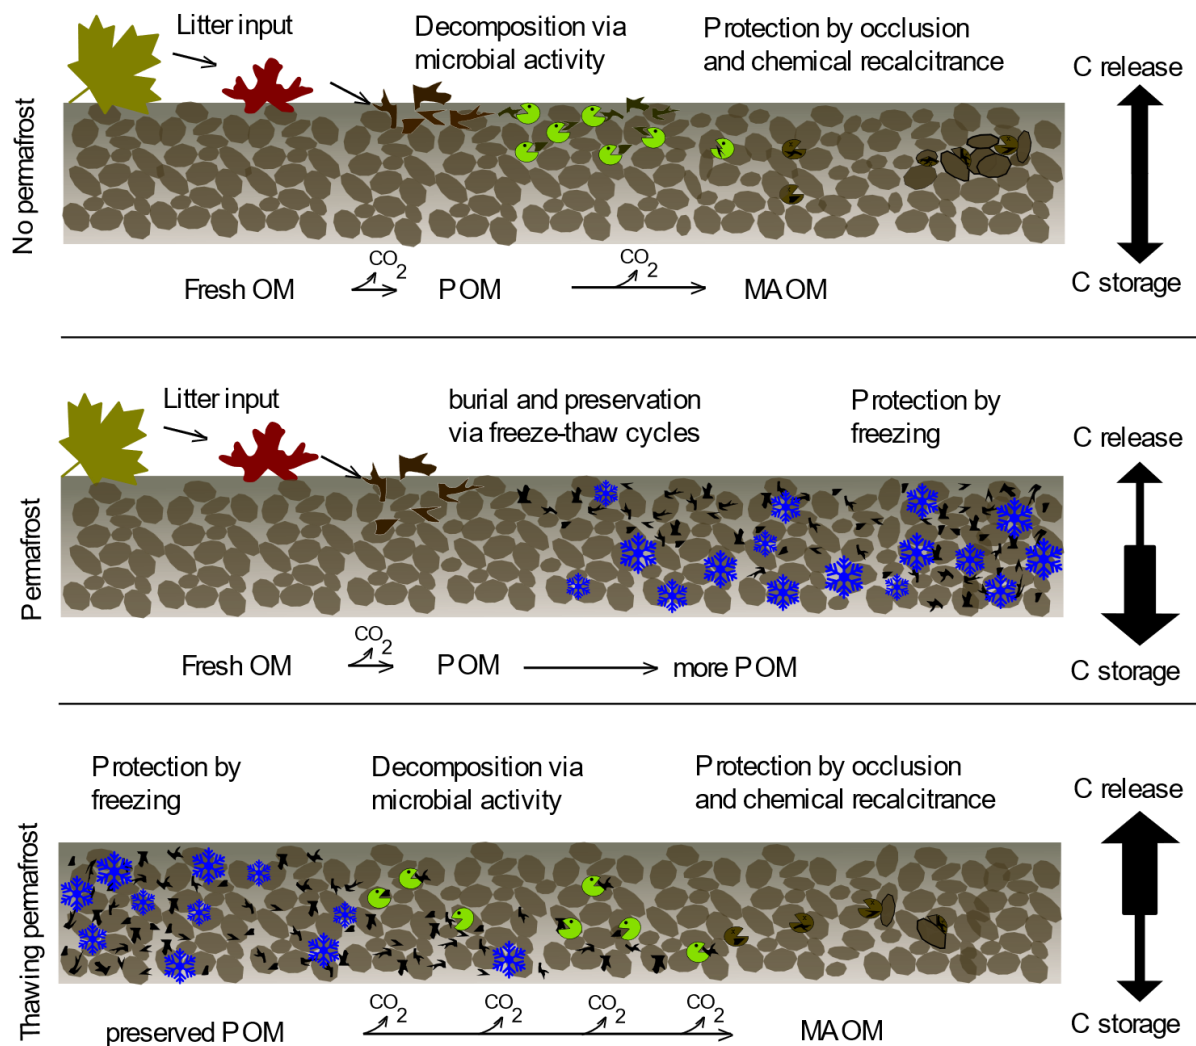 Litter input
Decomposition via
microbial activity
Protection by occlusion
and chemical recalcitrance
C release
No permafrost
C storage
CO2
CO2
Fresh OM
POM
MAOM
Litter input
burial and preservation
via freeze-thaw cycles
Protection by
freezing
C release
Permafrost
C storage
CO2
Fresh OM
POM
more POM
Protection by
freezing
Decomposition via
microbial activity
Protection by occlusion
and chemical recalcitrance
C release
Thawing permafrost
C storage
CO2
CO2
CO2
CO2
preserved POM
MAOM